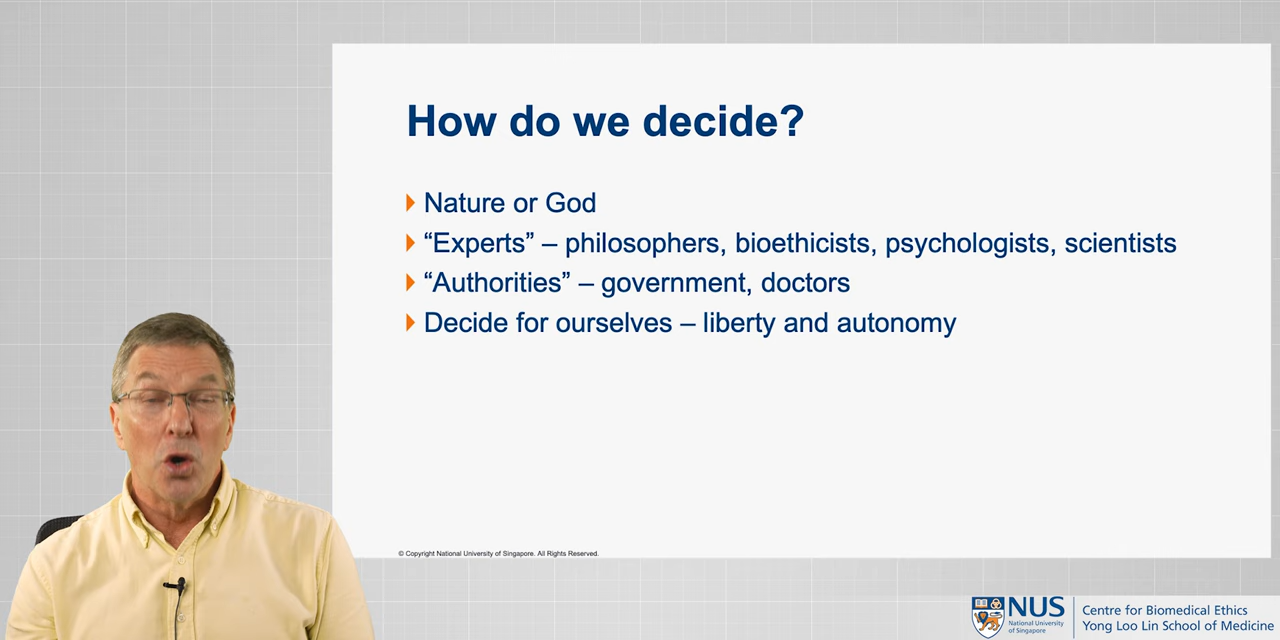 How do we decide?
Nature or God
“Experts” – philosophers, bioethicists, psychologists, scientists
“Authorities” – government, doctors
Decide for ourselves – liberty and autonomy
© Copyright National University of Singapore. All Rights Reserved.
NUS
National University
of Singapore
Centre for Biomedical Ethics
Yong Loo Lin School of Medicine